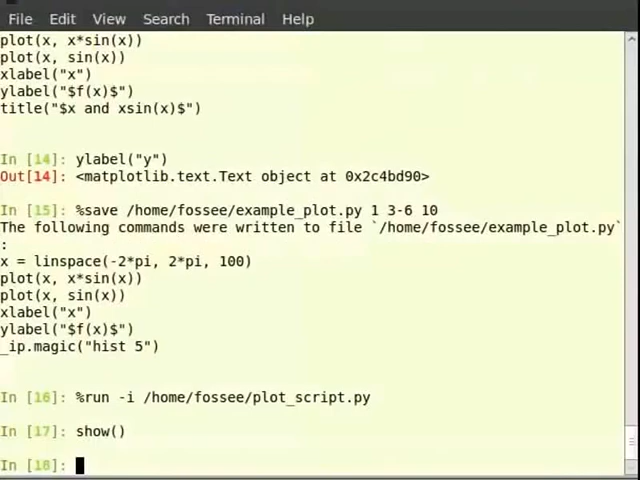 File Edit View Search Terminal Help
plot(x, x*sin(x))
plot(x, sin(x))
xlabel("x")
ylabel("$f(x)$")
title("$x and xsin(x)$")
In [14]: ylabel("y")
Out[14]: <matplotlib.text.Text object at 0x2c4bd90>
In [15]: %save /home/fossee/example_plot.py 1 3-6 10
The following commands were written to file `/home/fossee/example_plot.py`
:
x = linspace(-2*pi, 2*pi, 100)
plot(x, x*sin(x))
plot(x, sin(x))
xlabel("x")
ylabel("$f(x)$")
_ip.magic("hist 5")
In [16]: %run -i /home/fossee/plot_script.py
In [17]: show()
In [18]: